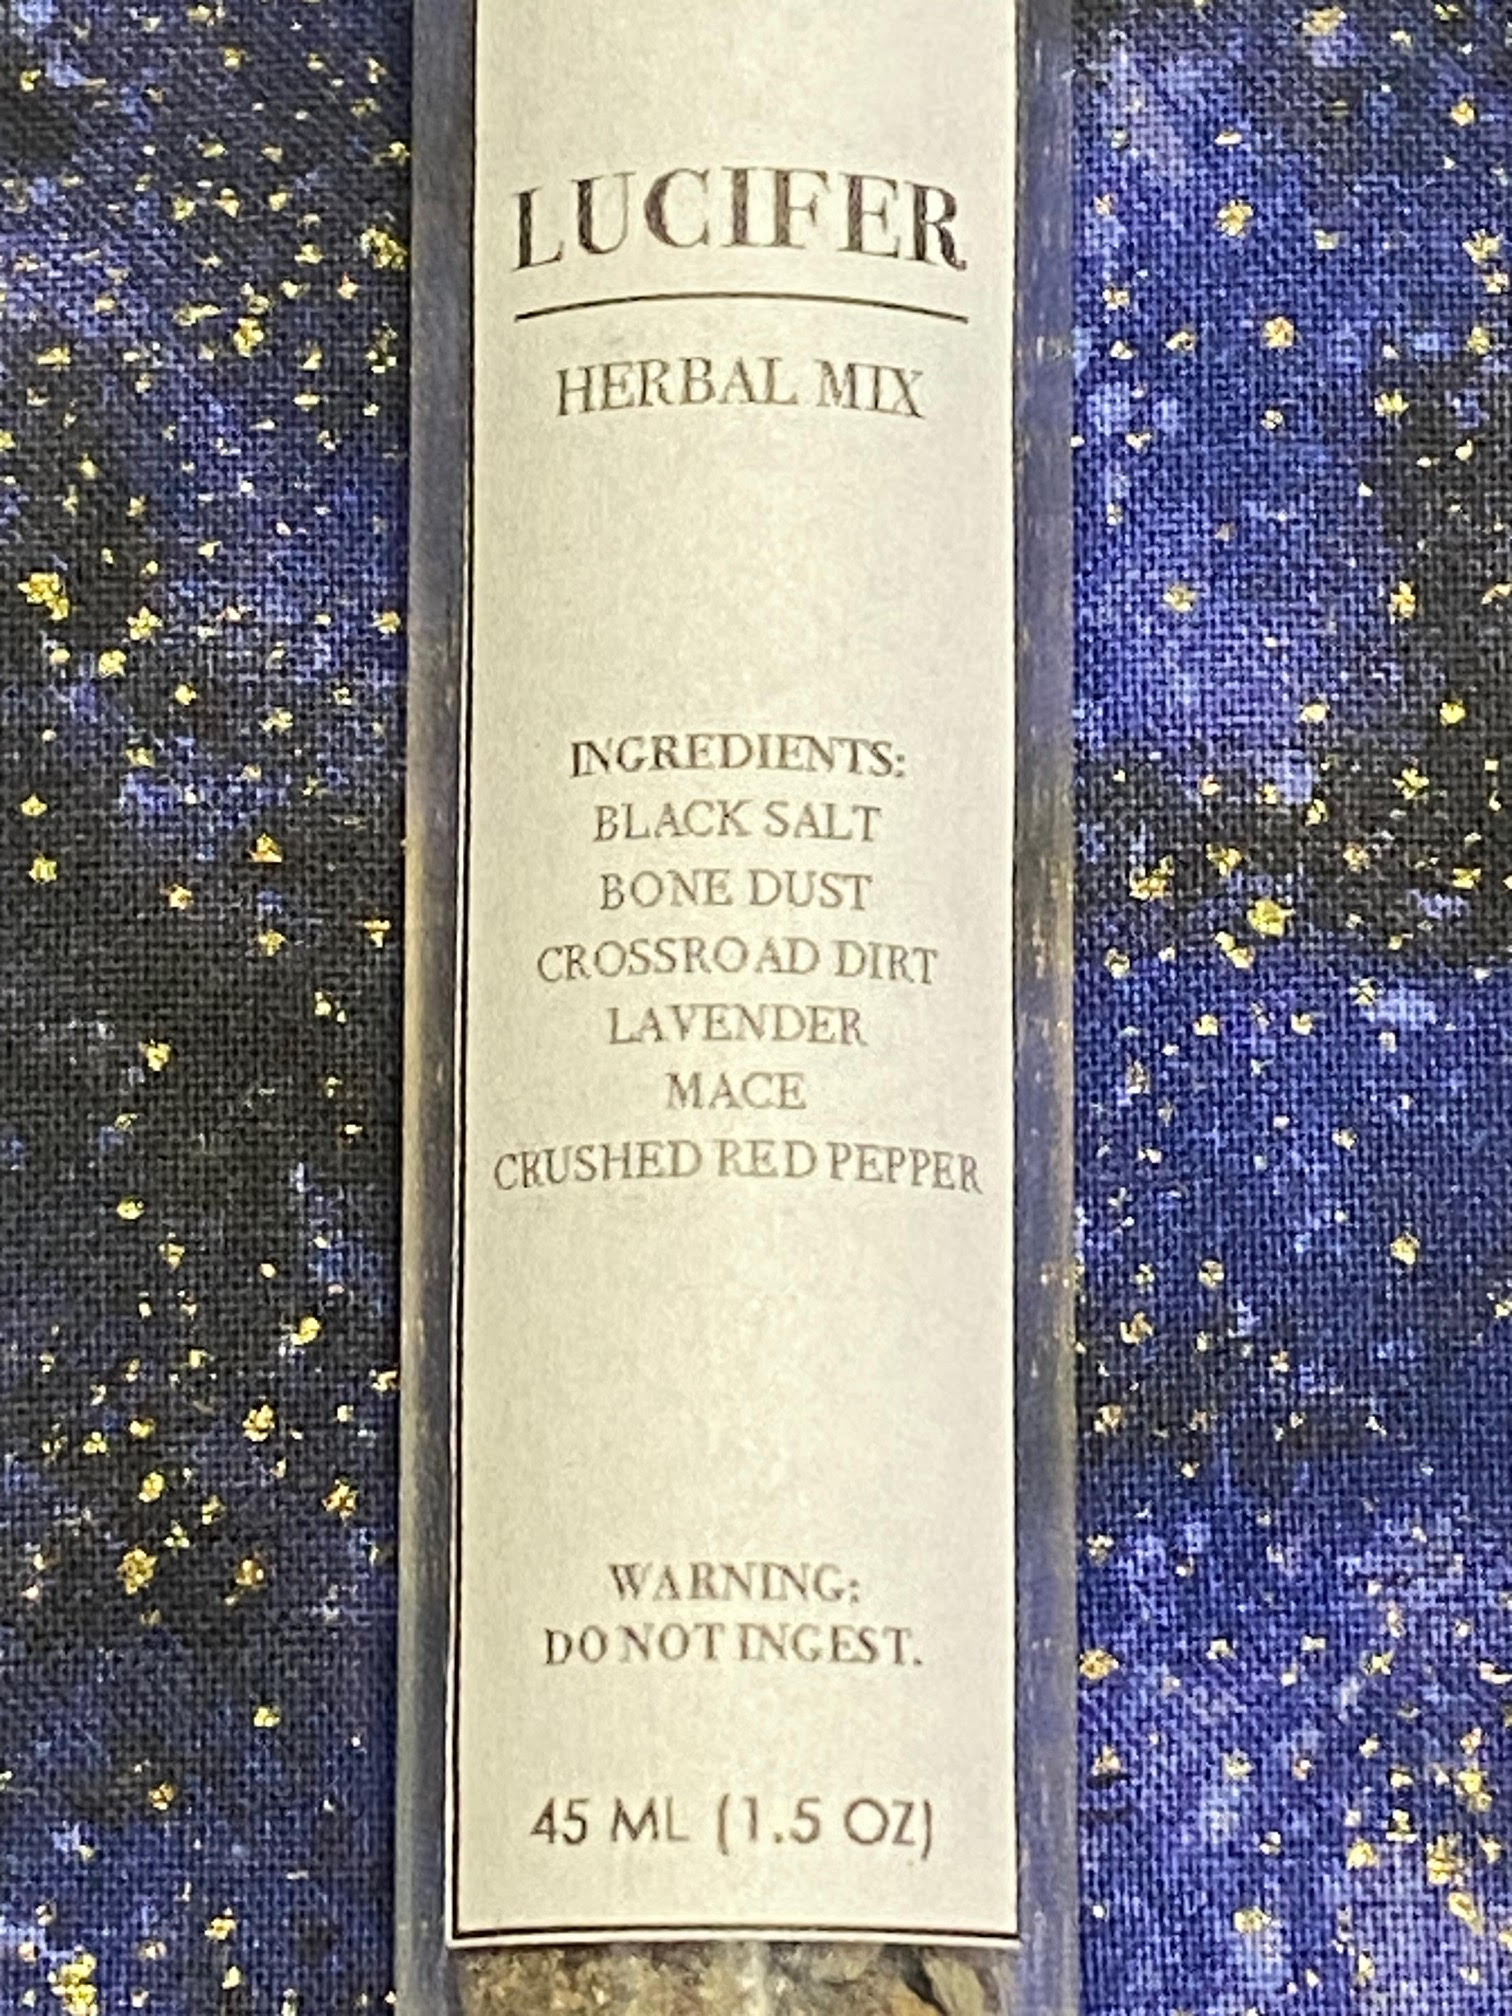 LUCIFER
HERBAL MIX
INGREDIENTS:
BLACK SALT
BONE DUST
CROSSROAD DIRT
LAVENDER
MACE
CRUSHED RED PEPPER
WARNING:
DO NOT INGEST.
45 ML (1.5 OZ)